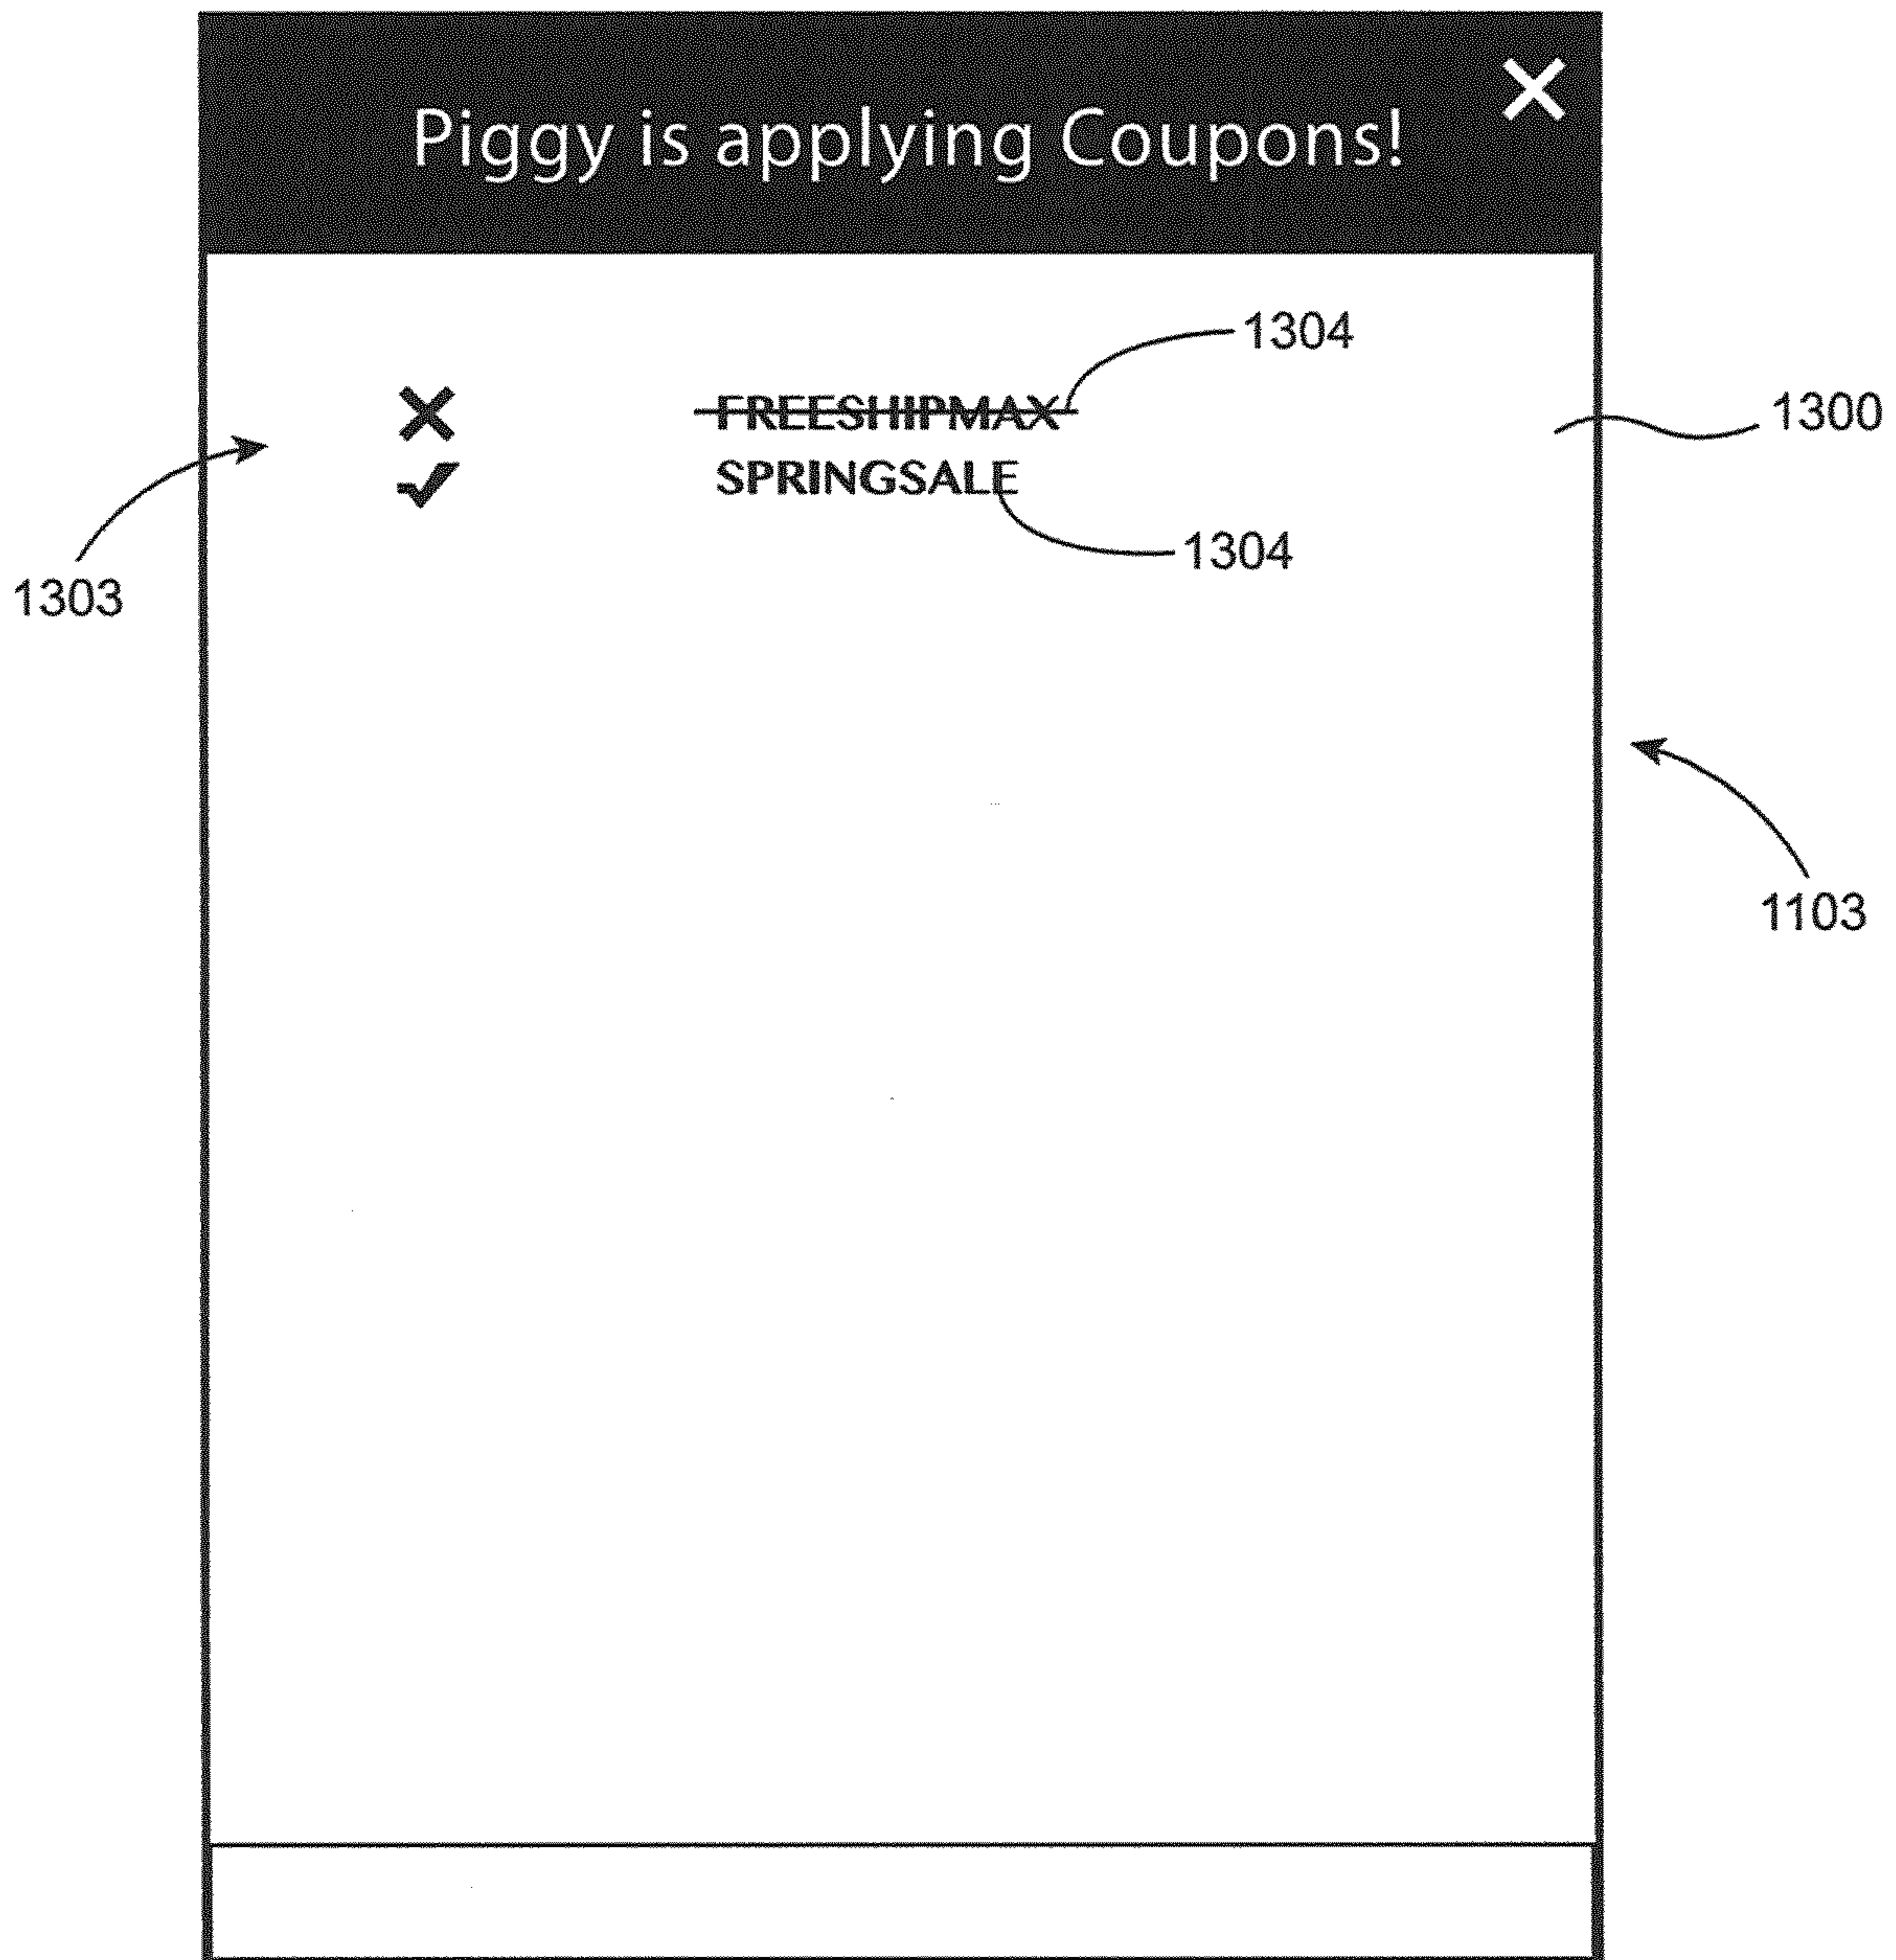 Piggy is applying Coupons!
1304
FREESHIPMAX
1300
SPRINGSALE
1304
1303
1103